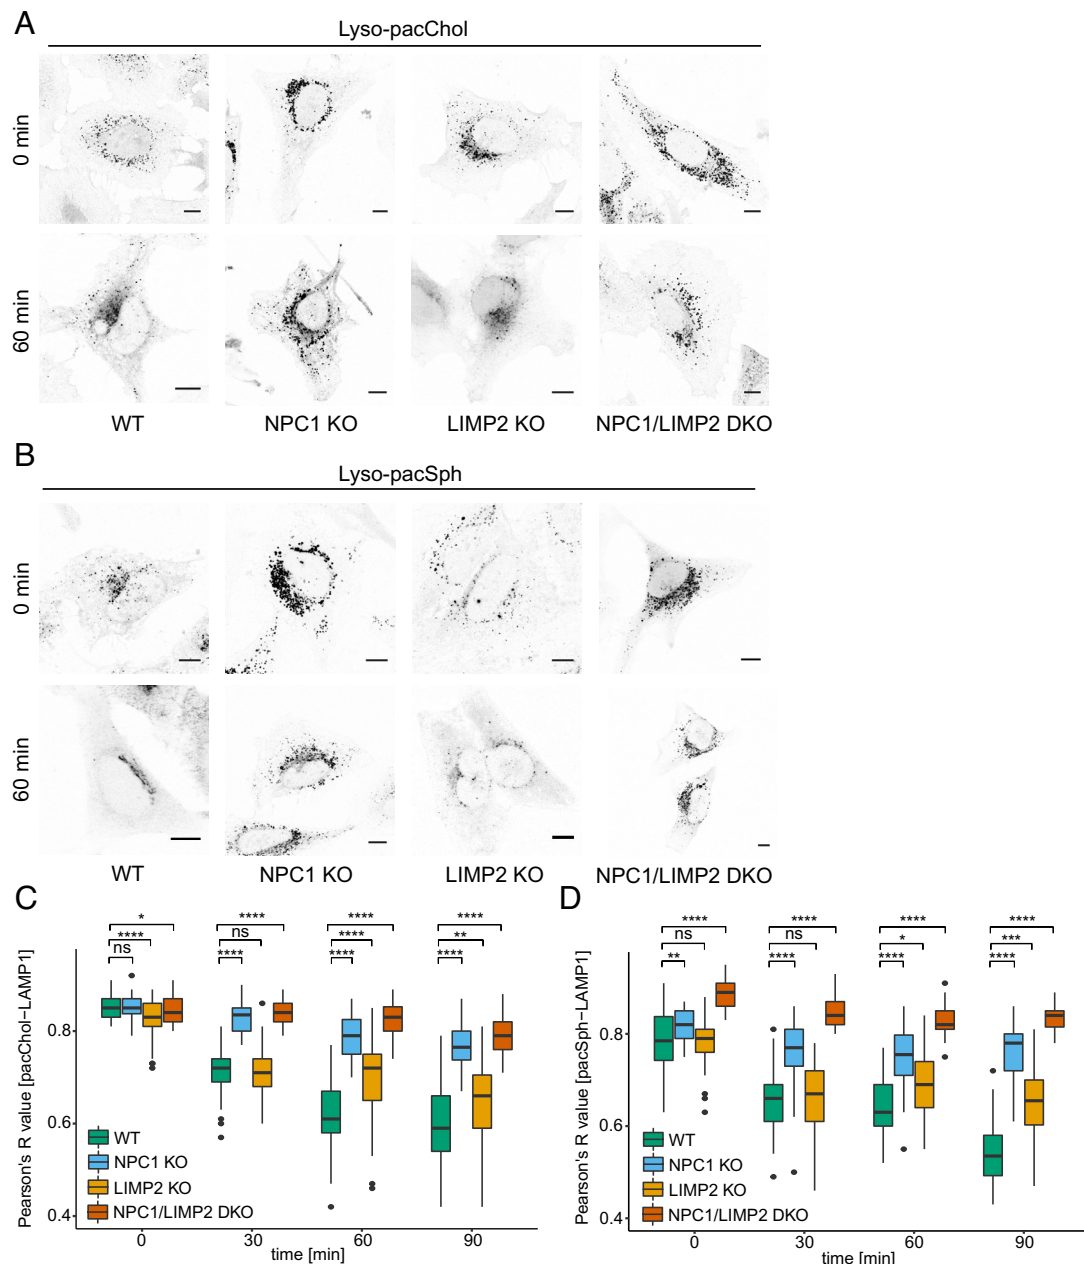 A
Lyso-pacChol
0 min
60 min
WT
NPC1 KO
LIMP2 KO
NPC1/LIMP2 DKO
B
Lyso-pacSph
0 min
60 min
WT
NPC1 KO
LIMP2 KO
NPC1/LIMP2 DKO
C
Pearson's R value [pacChol−LAMP1]
0.8
0.6
0.4
*
****
ns
****
ns
****
****
****
****
****
**
****
WT
NPC1 KO
LIMP2 KO
NPC1/LIMP2 DKO
0 30 60 90
time [min]
D
Pearson's R value [pacSph−LAMP1]
0.8
0.6
0.4
****
ns
**
****
ns
****
****
*
****
****
***
****
WT
NPC1 KO
LIMP2 KO
NPC1/LIMP2 DKO
0 30 60 90
time [min]